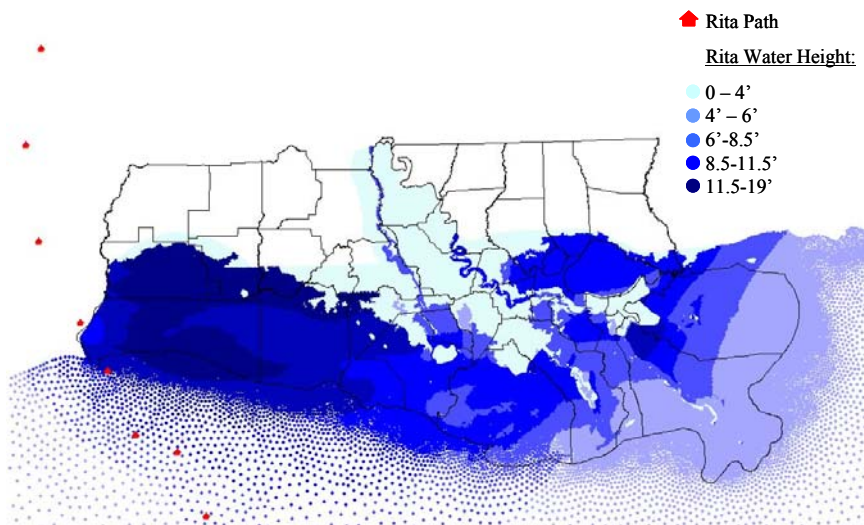 Rita Path
Rita Water Height:
0 – 4’
4’ – 6’
6’-8.5’
8.5-11.5’
11.5-19’